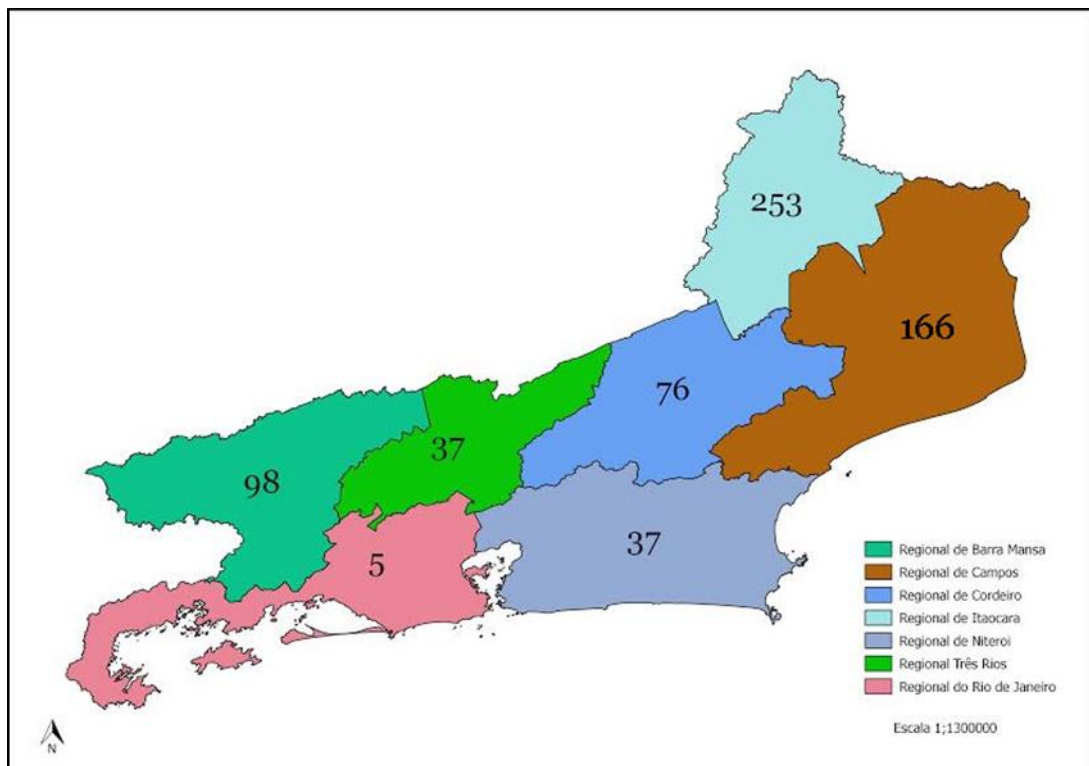 253
166
76
37
98
37
5
Regional de Barra Mansa
Regional de Campos
Regional de Cordeiro
Regional de Itaocara
Regional de Niteroi
Regional Três Rios
Regional do Rio de Janeiro
Escala 1;1300000
N